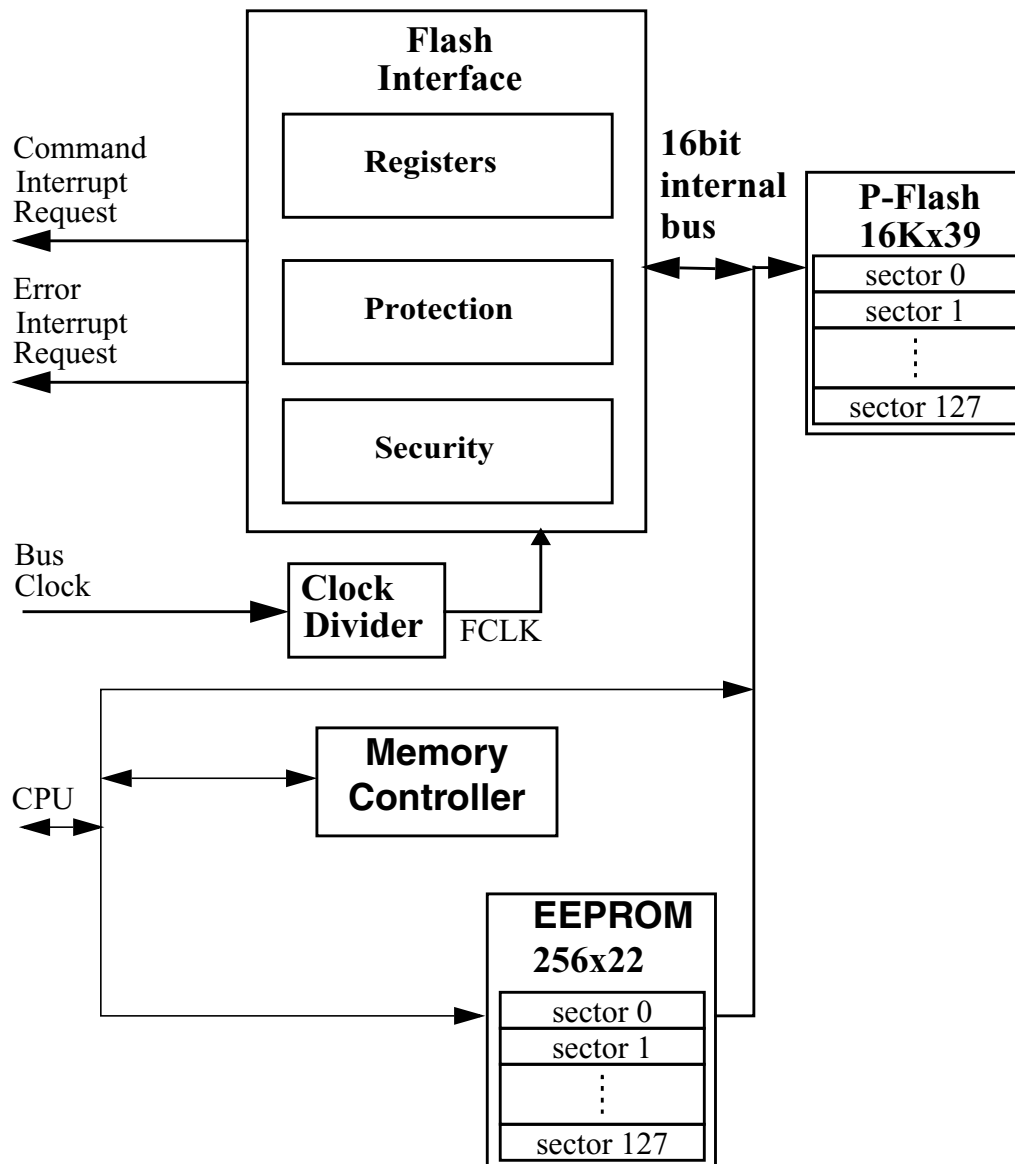 Flash
Interface
Registers
Protection
Security
Command
Interrupt
Request
Error
Interrupt
Request
16bit
internal
bus
P-Flash
16Kx39
sector 0
sector 1
sector 127
Bus
Clock
Clock
Divider
FCLK
Memory
Controller
CPU
EEPROM
256x22
sector 0
sector 1
sector 127